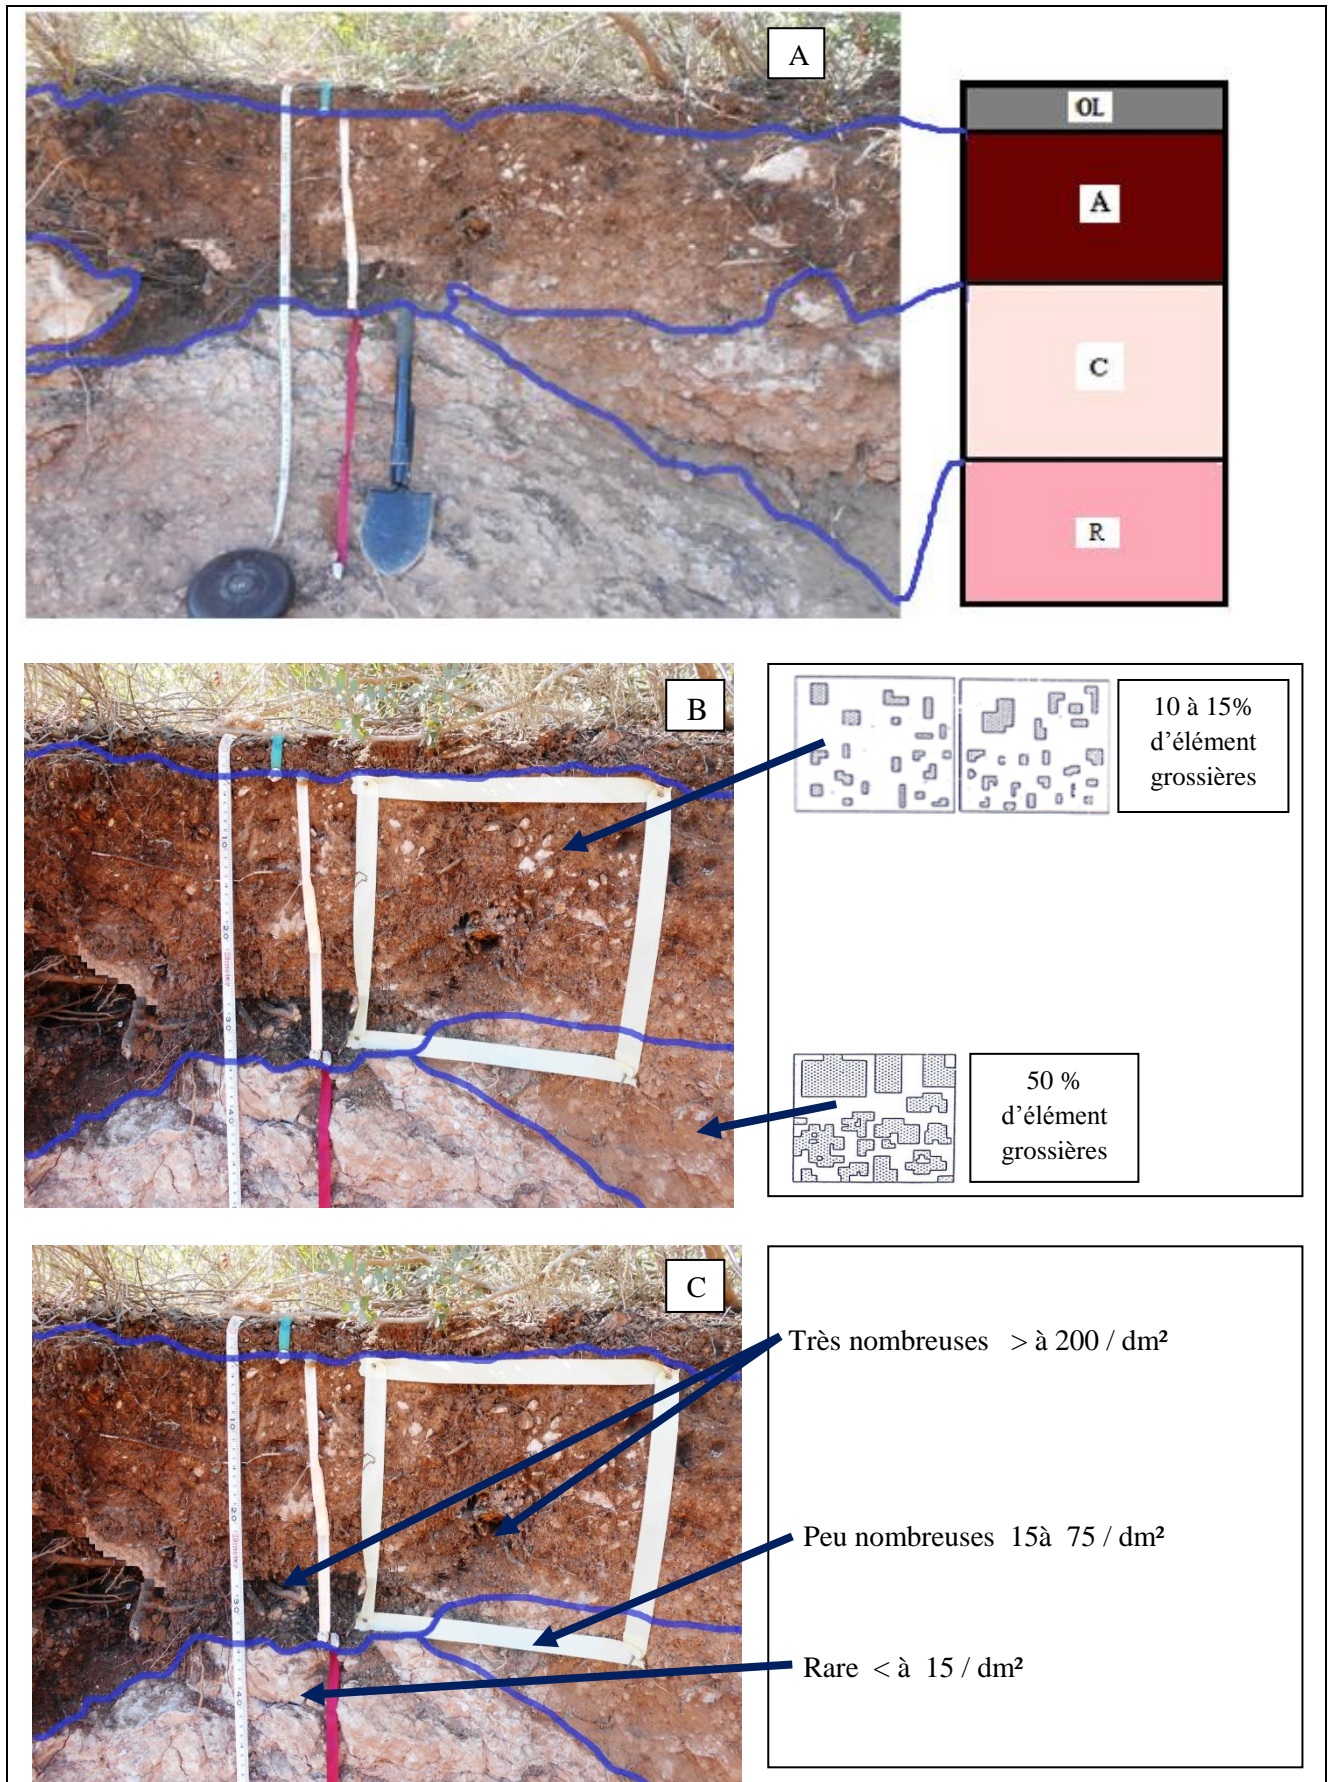 A
OL
A
C
R
B
10 à 15%
d'élément
grossières
50 %
d'élément
grossières
C
Très nombreuses > à 200 / dm²
Peu nombreuses 15à 75 / dm²
Rare < à 15 / dm²